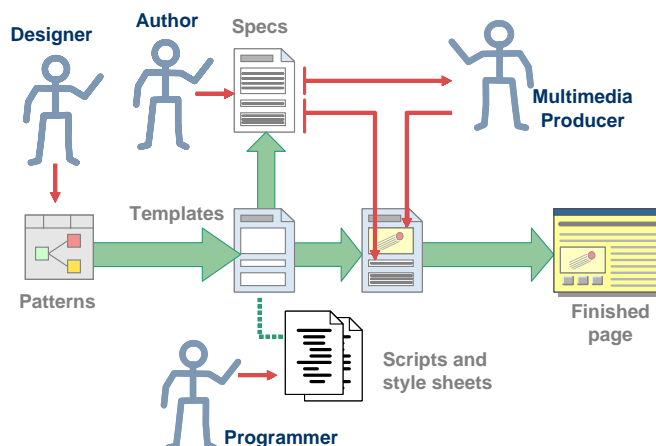 Author
Specs
Designer
Multimedia
Producer
Templates
Patterns
Finished
page
Scripts and
style sheets
Programmer